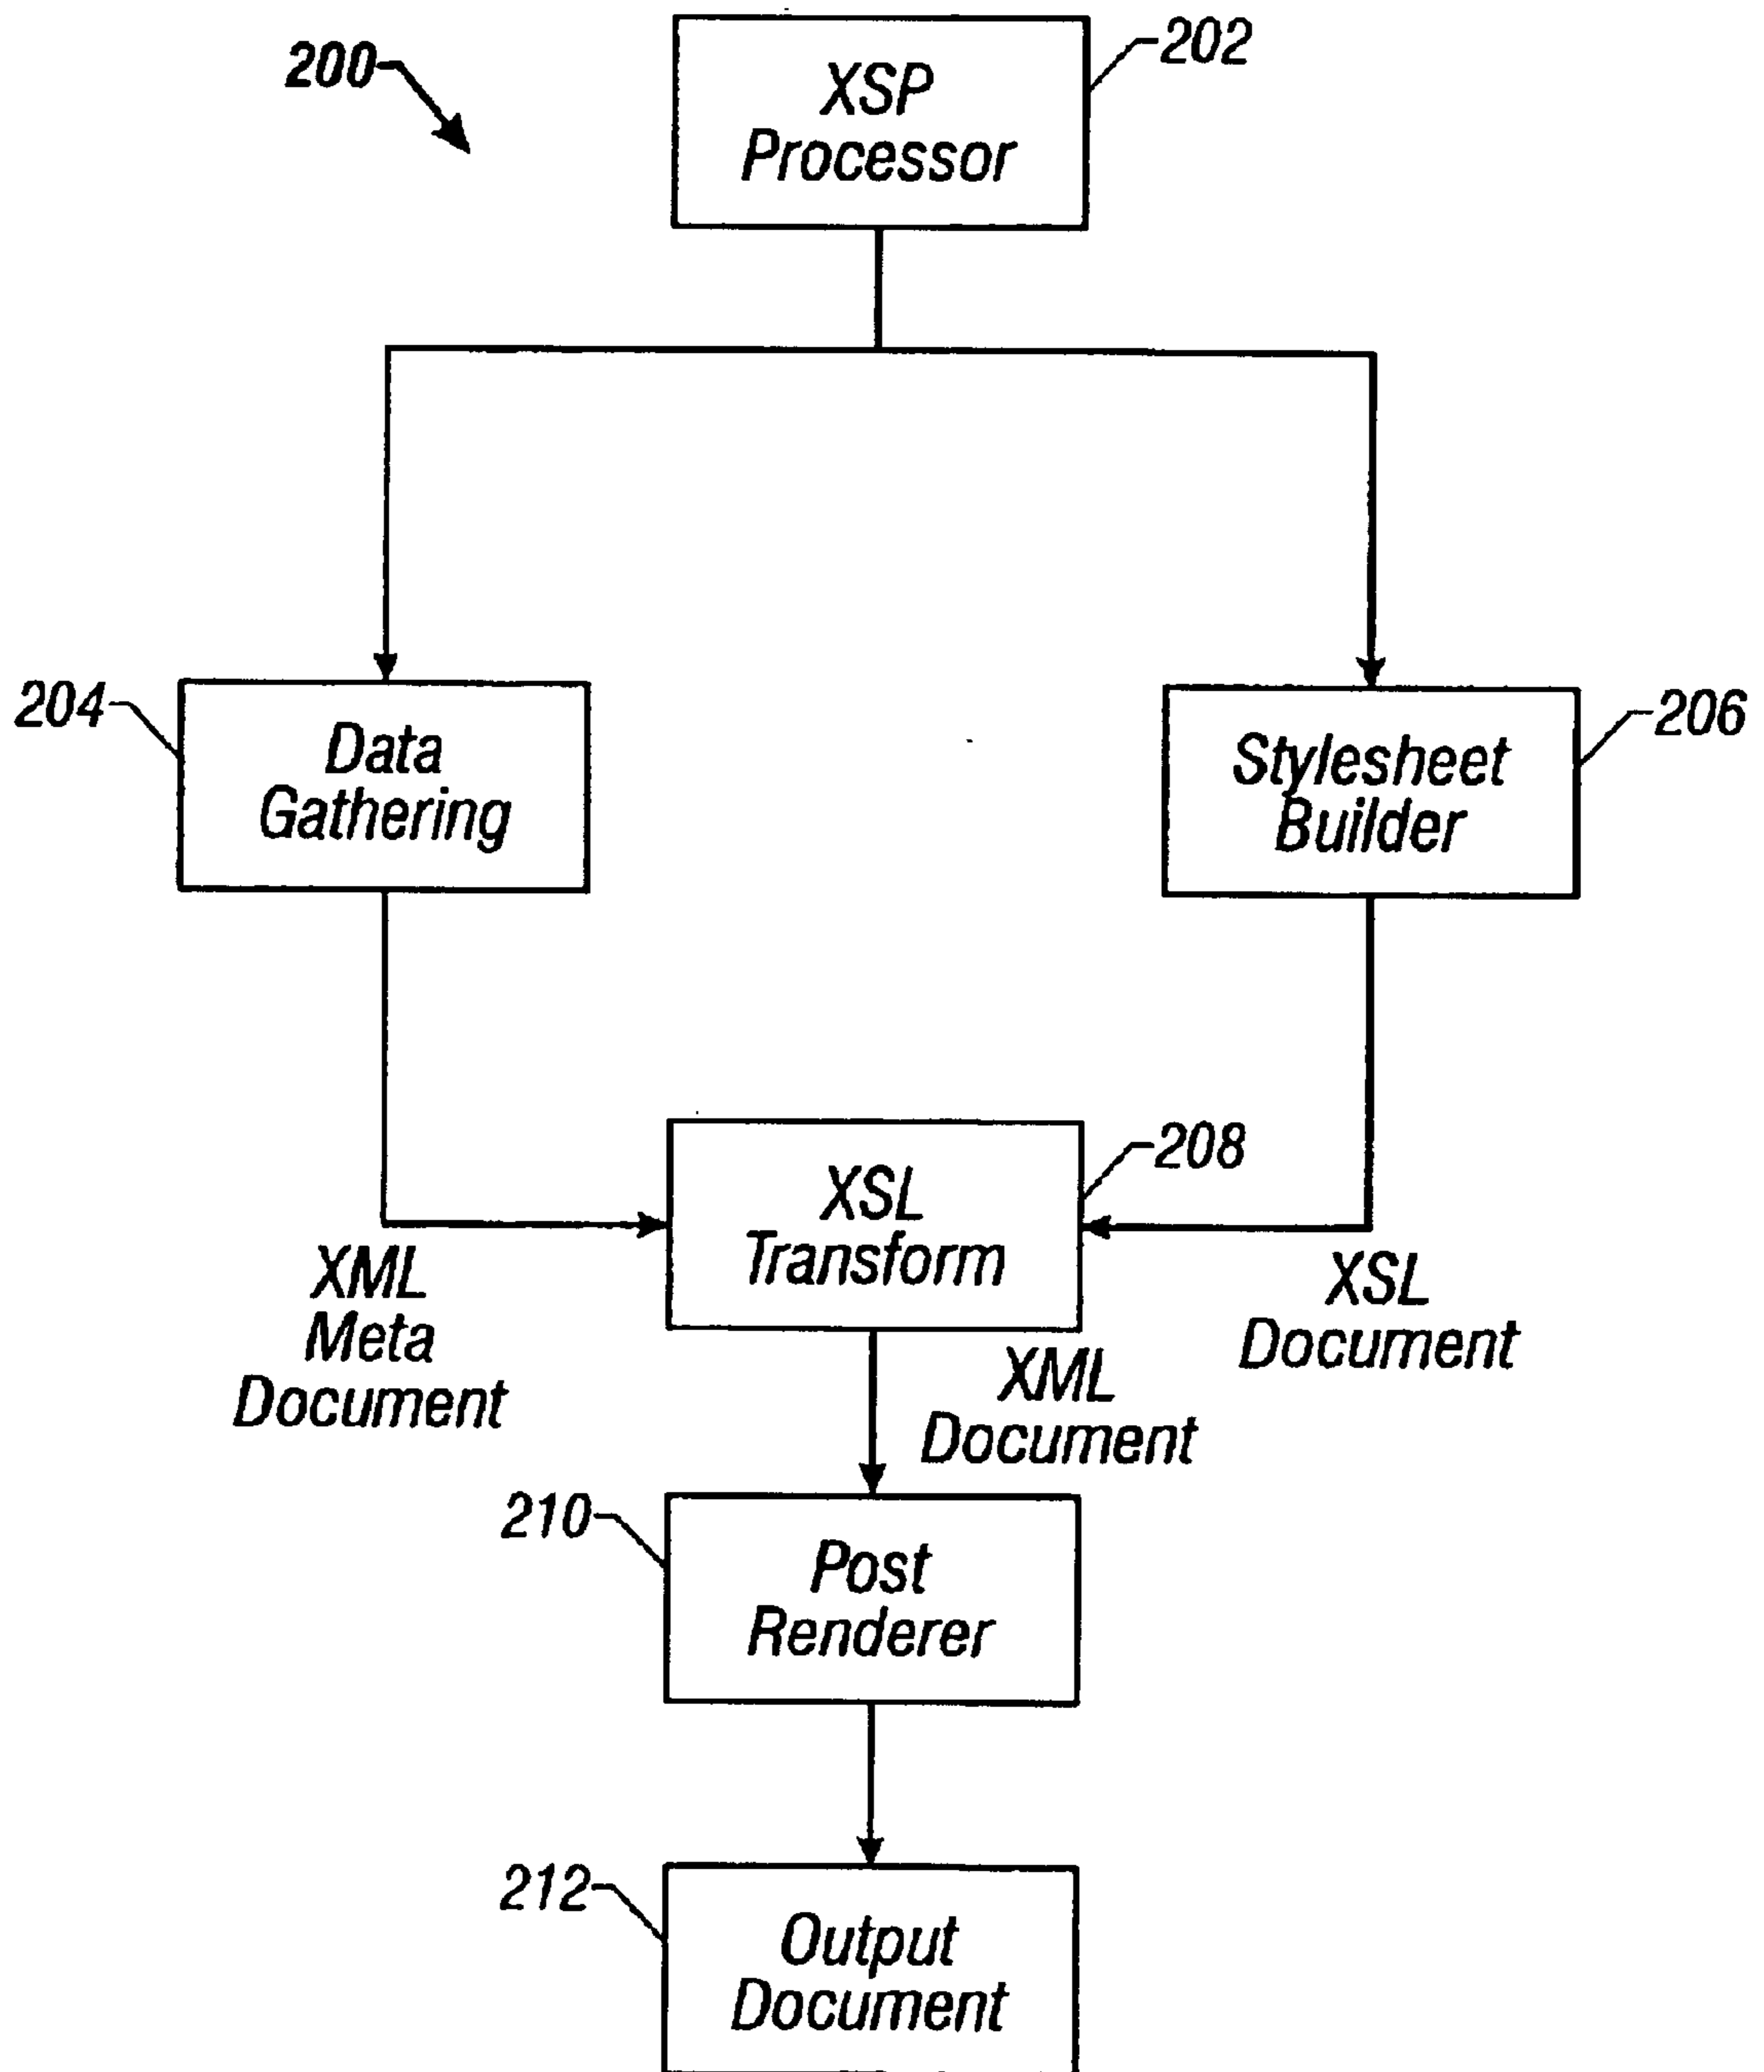 200
XSP
Processor
202
204
Data
Gathering
Stylesheet
Builder
206
XSL
Transform
208
XML
Meta
Document
XSL
Document
XML
Document
210
Post
Renderer
212
Output
Document